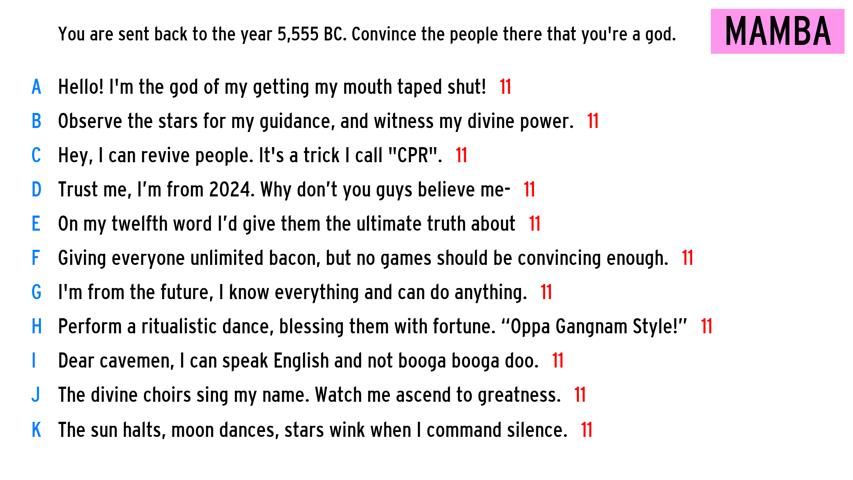 You are sent back to the year 5,555 BC. Convince the people there that you're a god.
MAMBA
A Hello! I'm the god of my getting my mouth taped shut! 11
B Observe the stars for my guidance, and witness my divine power. 11
C Hey, I can revive people. It's a trick I call "CPR". 11
D Trust me, I’m from 2024. Why don’t you guys believe me- 11
E On my twelfth word I’d give them the ultimate truth about 11
F Giving everyone unlimited bacon, but no games should be convincing enough. 11
G I'm from the future, I know everything and can do anything. 11
H Perform a ritualistic dance, blessing them with fortune. “Oppa Gangnam Style!” 11
I Dear cavemen, I can speak English and not booga booga doo. 11
J The divine choirs sing my name. Watch me ascend to greatness. 11
K The sun halts, moon dances, stars wink when I command silence. 11